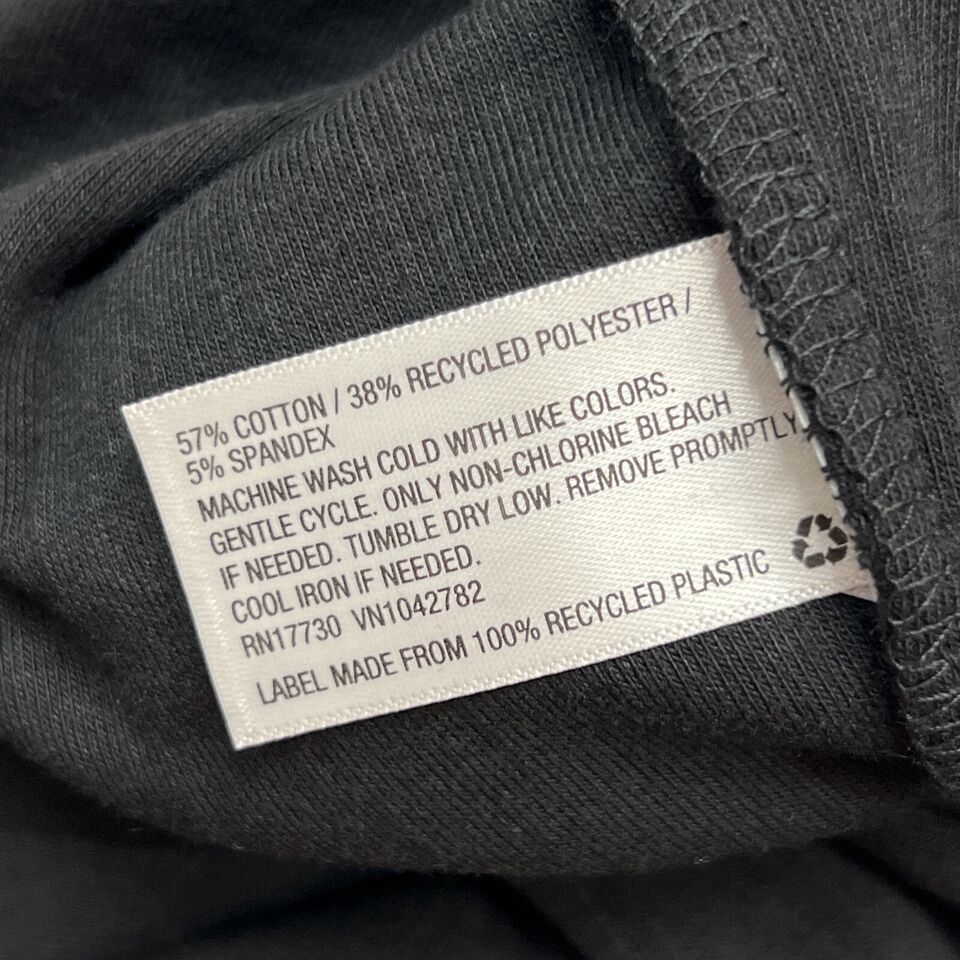 57% COTTON / 38% RECYCLED POLYESTER /
5% SPANDEX
MACHINE WASH COLD WITH LIKE COLORS.
GENTLE CYCLE. ONLY NON-CHLORINE BLEACH
IF NEEDED. TUMBLE DRY LOW. REMOVE PROMPTLY
COOL IRON IF NEEDED.
RN17730 VN1042782
LABEL MADE FROM 100% RECYCLED PLASTIC